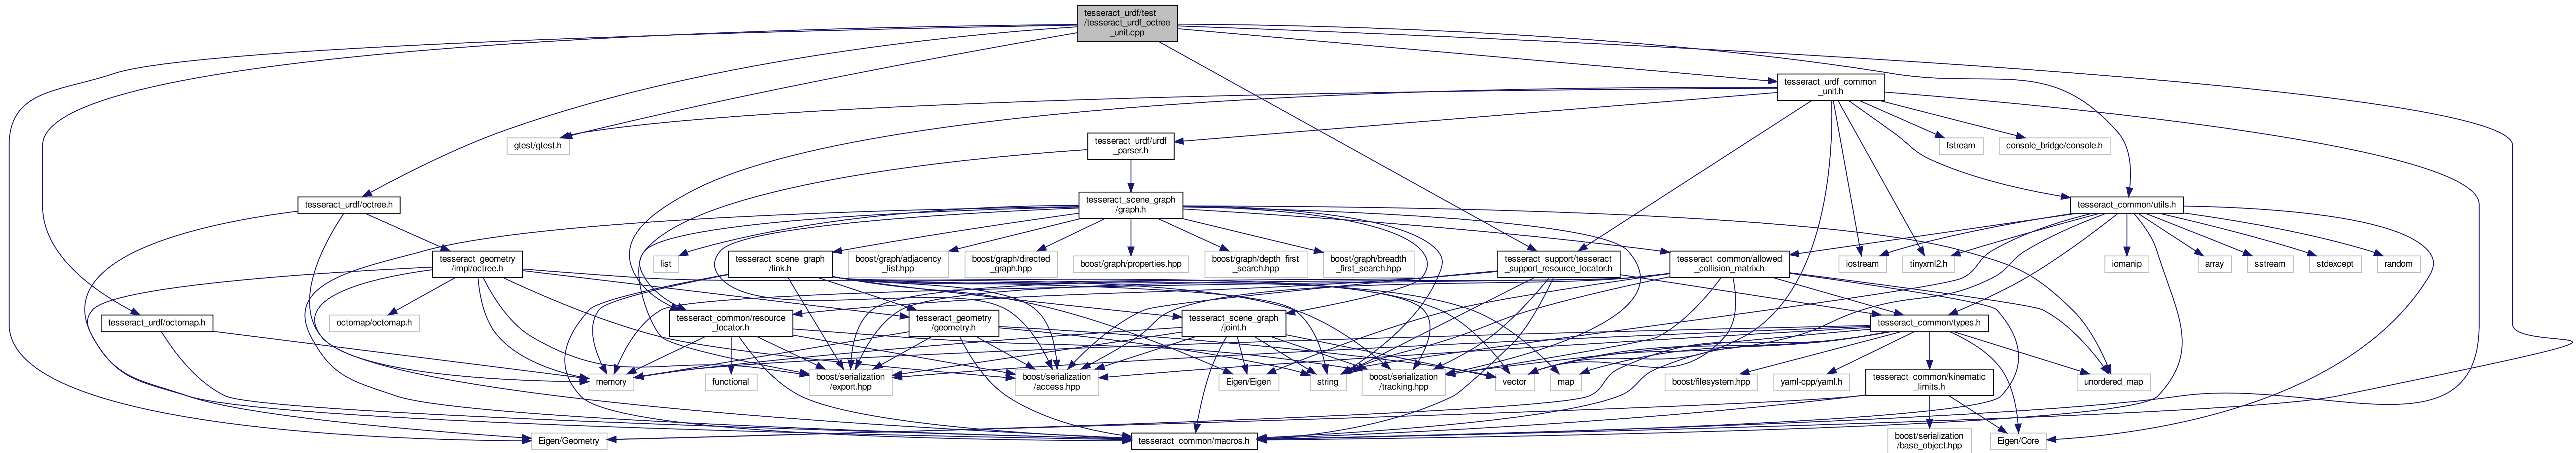 tesseract_urdf/test
/tesseract_urdf_octree
_unit.cpp
tesseract_urdf_common
_unit.h
gtest/gtest.h
tesseract_urdf/urdf
_parser.h
fstream
console_bridge/console.h
tesseract_urdf/octree.h
tesseract_scene_graph
/graph.h
tesseract_common/utils.h
tesseract_geometry
/impl/octree.h
list
tesseract_scene_graph
/link.h
boost/graph/adjacency
_list.hpp
boost/graph/directed
_graph.hpp
boost/graph/properties.hpp
boost/graph/depth_first
_search.hpp
boost/graph/breadth
_first_search.hpp
tesseract_support/tesseract
_support_resource_locator.h
tesseract_common/allowed
_collision_matrix.h
iostream
tinyxml2.h
iomanip
array
sstream
stdexcept
random
tesseract_urdf/octomap.h
octomap/octomap.h
tesseract_common/resource
_locator.h
tesseract_geometry
/geometry.h
tesseract_scene_graph
/joint.h
tesseract_common/types.h
memory
functional
boost/serialization
/export.hpp
boost/serialization
/access.hpp
Eigen/Eigen
string
boost/serialization
/tracking.hpp
vector
map
boost/filesystem.hpp
yaml-cpp/yaml.h
tesseract_common/kinematic
_limits.h
unordered_map
Eigen/Geometry
tesseract_common/macros.h
boost/serialization
/base_object.hpp
Eigen/Core